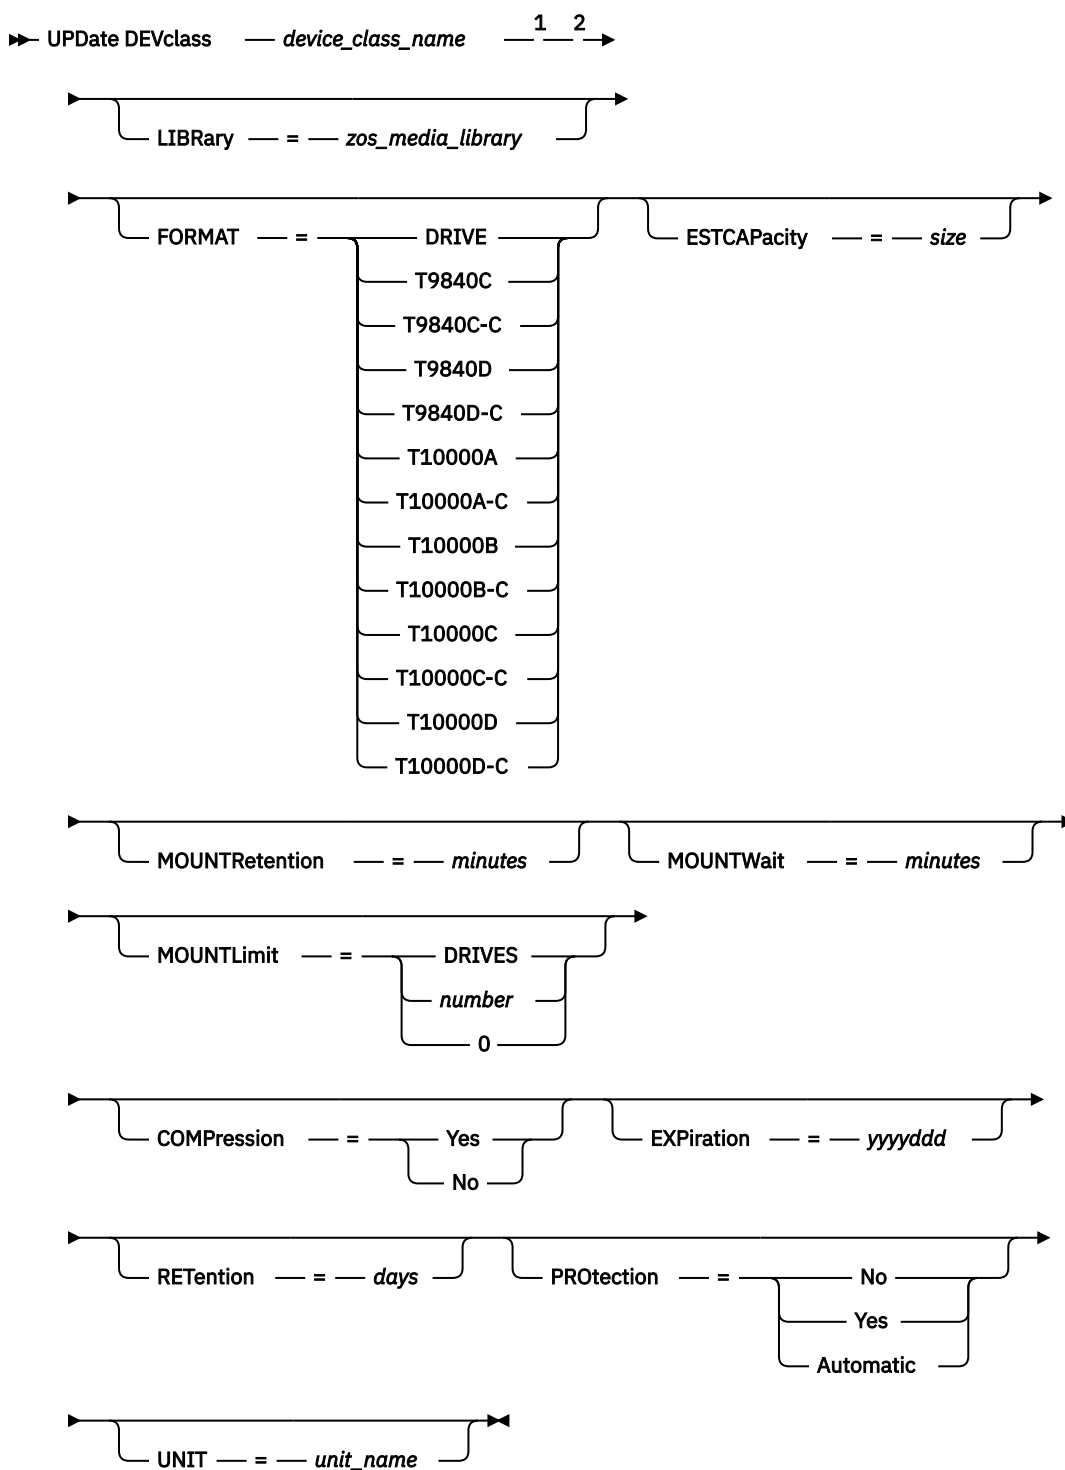 1 2
UPDate DEVclass device_class_name
LIBRary = zos_media_library
FORMAT = DRIVE ESTCAPacity = size
T9840C
T9840C-C
T9840D
T9840D-C
T10000A
T10000A-C
T10000B
T10000B-C
T10000C
T10000C-C
T10000D
T10000D-C
MOUNTRetention = minutes MOUNTWait = minutes
MOUNTLimit = DRIVES
number
0
COMPression = Yes EXPiration = yyyyddd
No
RETention = days PROtection = No
Yes
Automatic
UNIT = unit_name